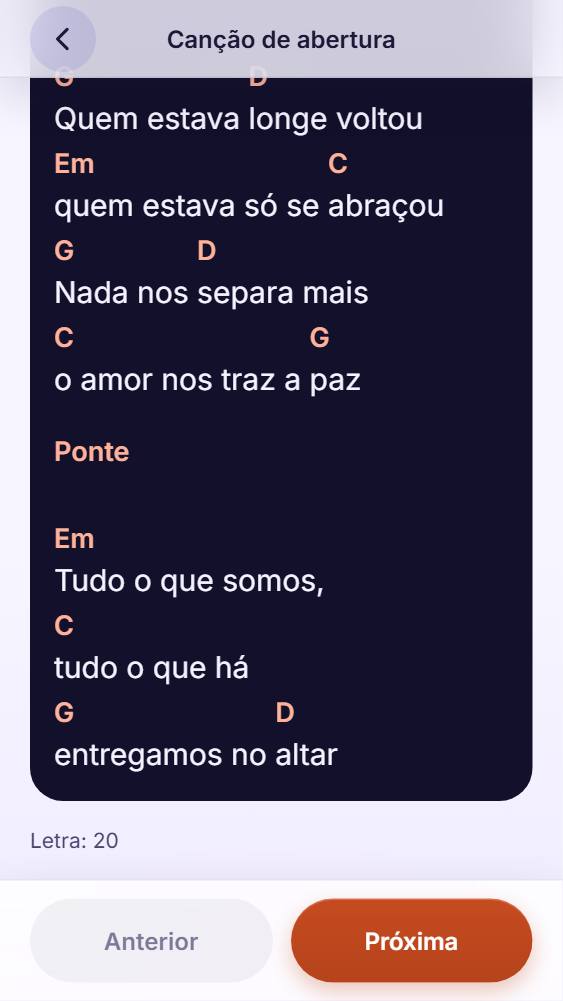 Canção de abertura
G D
Quem estava longe voltou
Em C
quem estava só se abraçou
G D
Nada nos separa mais
C G
o amor nos traz a paz
Ponte
Em
Tudo o que somos,
C
tudo o que há
G D
entregamos no altar
Letra: 20
Anterior Próxima